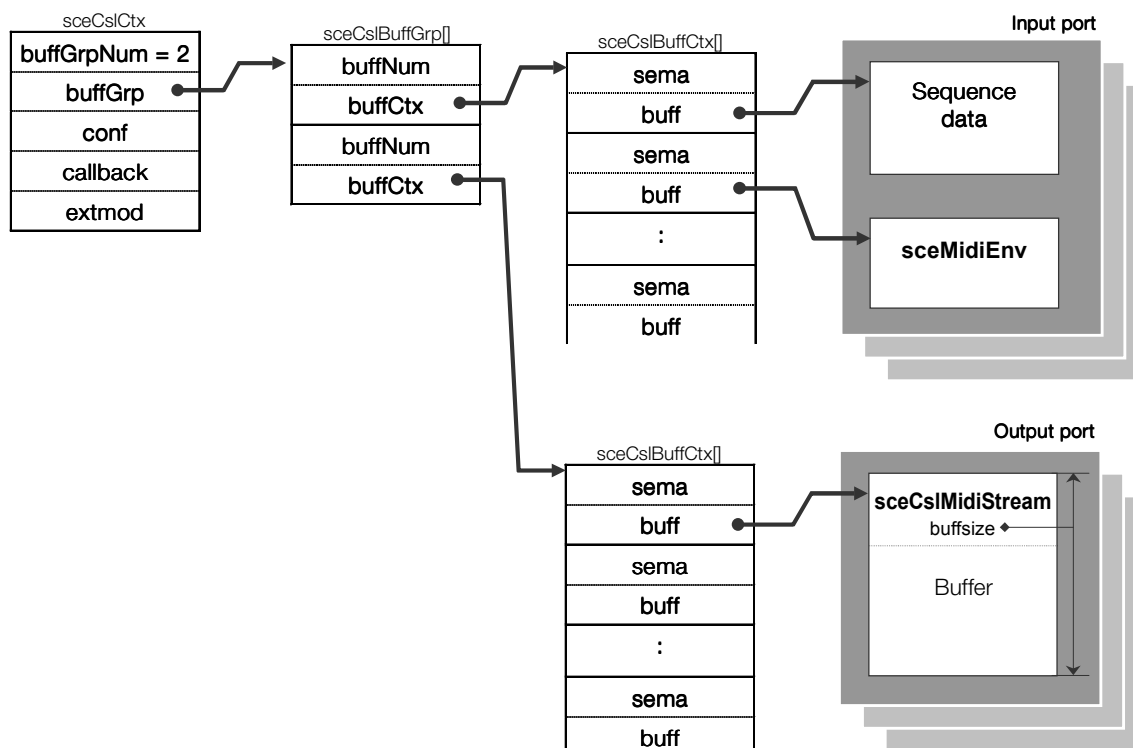 sceCslCtx
buffGrpNum = 2
buffGrp
conf
callback
extmod
sceCslBuffGrp[]
buffNum
buffCtx
buffNum
buffCtx
sceCslBuffCtx[]
sema
buff
sema
buff
:
sema
buff
Input port
Sequence
data
sceMidiEnv
sceCslBuffCtx[]
sema
buff
sema
buff
:
sema
buff
Output port
sceCslMidiStream
buffsize
Buffer